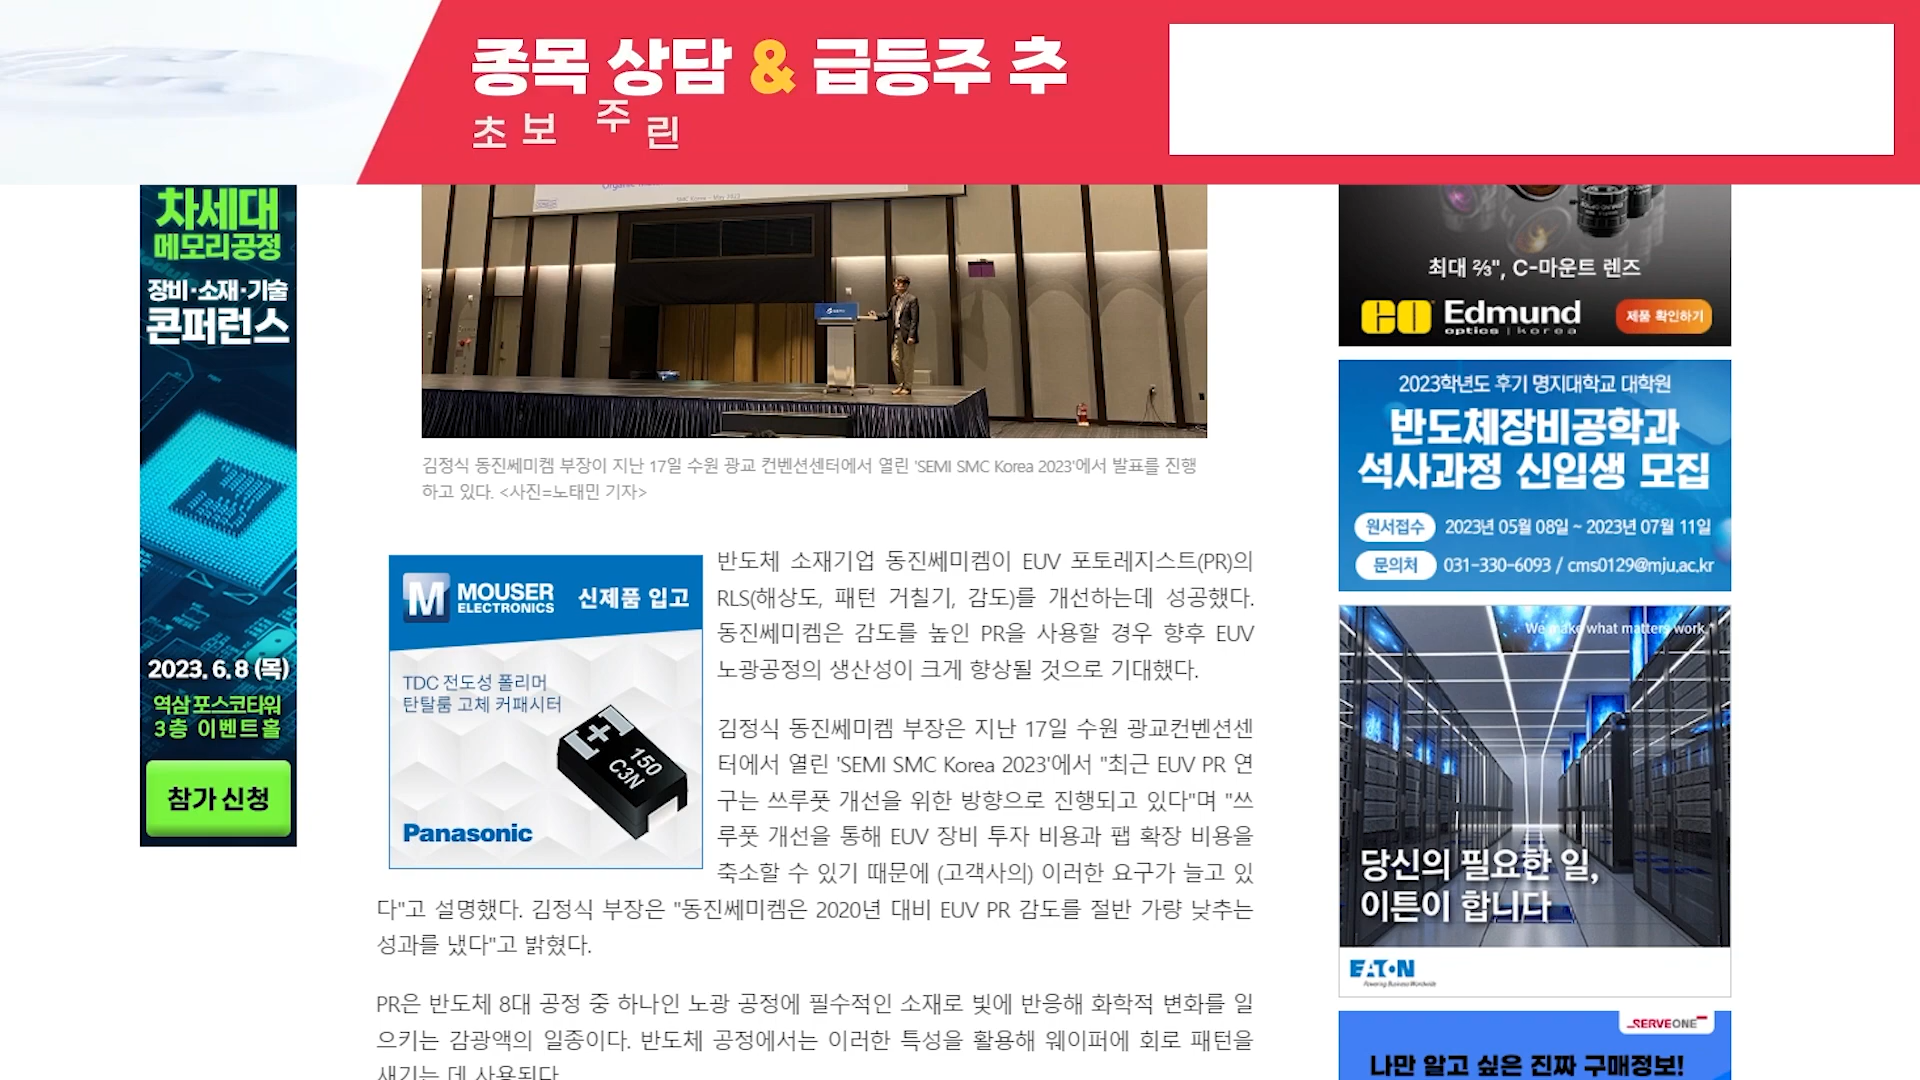 종목 상담 & 급등주 추
초보 주린
차세대
메모리공정
장비·소재·기술
콘퍼런스
2023. 6. 8 (목)
역삼 포스코타워
3층 이벤트홀
참가 신청
SMC Korea - May 2023
김정식 동진쎄미켐 부장이 지난 17일 수원 광교 컨벤션센터에서 열린 'SEMI SMC Korea 2023'에서 발표를 진행
하고 있다. <사진=노태민 기자>
M MOUSER
ELECTRONICS
신제품 입고
TDC 전도성 폴리머
탄탈룸 고체 커패시터
150
C3N
Panasonic
반도체 소재기업 동진쎄미켐이 EUV 포토레지스트(PR)의
RLS(해상도, 패턴 거칠기, 감도)를 개선하는데 성공했다.
동진쎄미켐은 감도를 높인 PR을 사용할 경우 향후 EUV
노광공정의 생산성이 크게 향상될 것으로 기대했다.
김정식 동진쎄미켐 부장은 지난 17일 수원 광교컨벤션센
터에서 열린 'SEMI SMC Korea 2023'에서 "최근 EUV PR 연
구는 쓰루풋 개선을 위한 방향으로 진행되고 있다"며 "쓰
루풋 개선을 통해 EUV 장비 투자 비용과 팹 확장 비용을
축소할 수 있기 때문에 (고객사의) 이러한 요구가 늘고 있
다"고 설명했다. 김정식 부장은 "동진쎄미켐은 2020년 대비 EUV PR 감도를 절반 가량 낮추는
성과를 냈다"고 밝혔다.
PR은 반도체 8대 공정 중 하나인 노광 공정에 필수적인 소재로 빛에 반응해 화학적 변화를 일
으키는 감광액의 일종이다. 반도체 공정에서는 이러한 특성을 활용해 웨이퍼에 회로 패턴을
새기는 데 사용된다
최대 ⅔", C-마운트 렌즈
EO Edmund
optics | korea
제품 확인하기
2023학년도 후기 명지대학교 대학원
반도체장비공학과
석사과정 신입생 모집
원서접수 2023년 05월 08일 ~ 2023년 07월 11일
문의처 031-330-6093 / cms0129@mju.ac.kr
We make what matters work.*
당신의 필요한 일,
이튼이 합니다
EATON
Powering Business Worldwide
SERVEONE
나만 알고 싶은 진짜 구매정보!